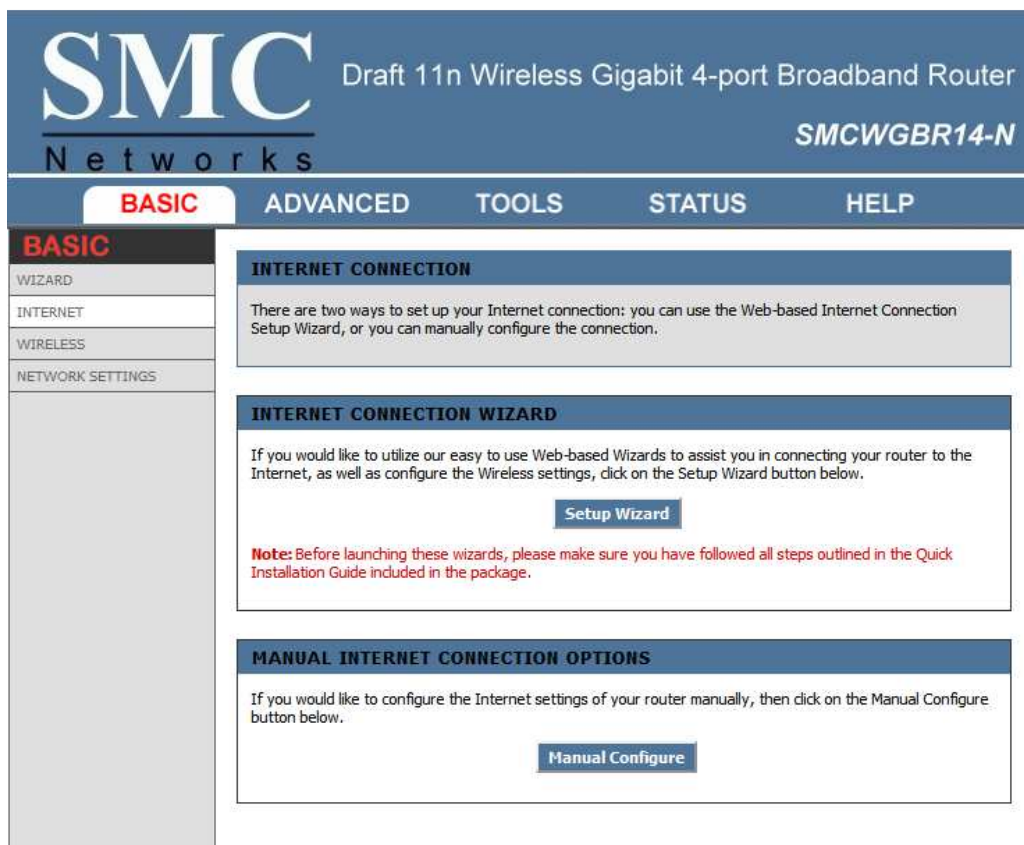 SMC
Networks
Draft 11n Wireless Gigabit 4-port Broadband Router
SMCWGBR14-N
BASIC
ADVANCED
TOOLS
STATUS
HELP
BASIC
WIZARD
INTERNET
WIRELESS
NETWORK SETTINGS
INTERNET CONNECTION
There are two ways to set up your Internet connection: you can use the Web-based Internet Connection
Setup Wizard, or you can manually configure the connection.
INTERNET CONNECTION WIZARD
If you would like to utilize our easy to use Web-based Wizards to assist you in connecting your router to the
Internet, as well as configure the Wireless settings, click on the Setup Wizard button below.
Setup Wizard
Note: Before launching these wizards, please make sure you have followed all steps outlined in the Quick
Installation Guide included in the package.
MANUAL INTERNET CONNECTION OPTIONS
If you would like to configure the Internet settings of your router manually, then click on the Manual Configure
button below.
Manual Configure